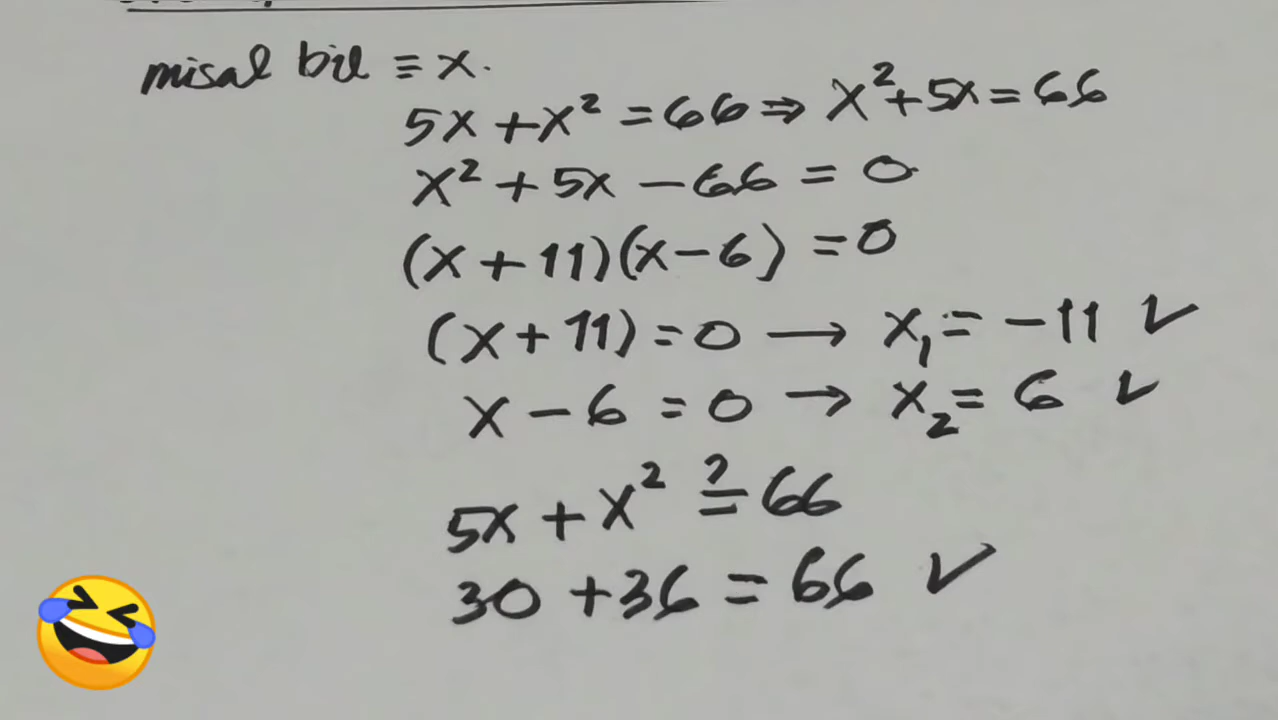 misal bil = x.
5x + x² = 66 ⇒ x² + 5x = 66
x² + 5x - 66 = 0
(x + 11)(x - 6) = 0
(x + 11) = 0 → x₁ = -11 ✓
x - 6 = 0 → x₂ = 6 ✓
5x + x² ≟ 66
30 + 36 = 66 ✓